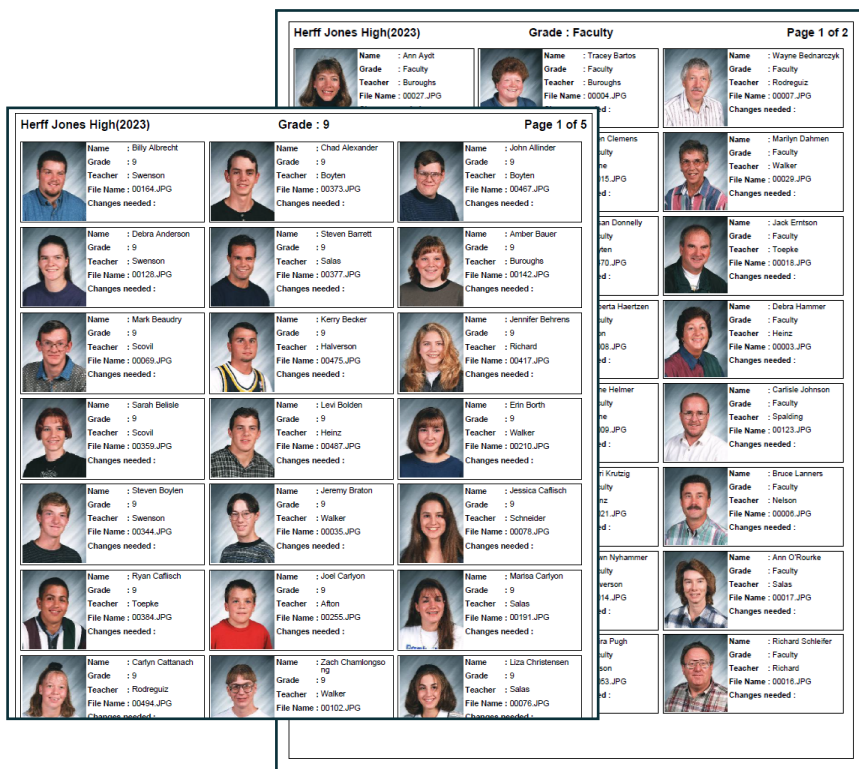 Herff Jones High(2023) Grade : Faculty Page 1 of 2
Name : Ann Aydt
Grade : Faculty
Teacher : Buroughs
File Name : 00027.JPG
Name : Tracey Bartos
Grade : Faculty
Teacher : Buroughs
File Name : 00004.JPG
Name : Wayne Bednarczyk
Grade : Faculty
Teacher : Rodreguiz
File Name : 00007.JPG
Changes needed :
Clemens
Name : Marilyn Dahmen
Grade : Faculty
Teacher : Walker
File Name : 00029.JPG
Changes needed :
Donnelly
Name : Jack Erntson
Grade : Faculty
Teacher : Toepke
File Name : 00018.JPG
Changes needed :
Haertzen
Name : Debra Hammer
Grade : Faculty
Teacher : Heinz
File Name : 00003.JPG
Changes needed :
Helmer
Name : Carlisle Johnson
Grade : Faculty
Teacher : Spalding
File Name : 00123.JPG
Changes needed :
Krutzig
Name : Bruce Lanners
Grade : Faculty
Teacher : Nelson
File Name : 00006.JPG
Changes needed :
Nyhammer
Name : Ann O'Rourke
Grade : Faculty
Teacher : Salas
File Name : 00017.JPG
Changes needed :
Pugh
Name : Richard Schleifer
Grade : Faculty
Teacher : Richard
File Name : 00016.JPG
Changes needed :
Herff Jones High(2023) Grade : 9 Page 1 of 5
Name : Billy Albrecht
Grade : 9
Teacher : Swenson
File Name : 00164.JPG
Changes needed :
Name : Chad Alexander
Grade : 9
Teacher : Boyten
File Name : 00373.JPG
Changes needed :
Name : John Allinder
Grade : 9
Teacher : Boyten
File Name : 00467.JPG
Changes needed :
Name : Debra Anderson
Grade : 9
Teacher : Swenson
File Name : 00128.JPG
Changes needed :
Name : Steven Barrett
Grade : 9
Teacher : Salas
File Name : 00377.JPG
Changes needed :
Name : Amber Bauer
Grade : 9
Teacher : Buroughs
File Name : 00142.JPG
Changes needed :
Name : Mark Beaudry
Grade : 9
Teacher : Scovil
File Name : 00069.JPG
Changes needed :
Name : Kerry Becker
Grade : 9
Teacher : Halverson
File Name : 00475.JPG
Changes needed :
Name : Jennifer Behrens
Grade : 9
Teacher : Richard
File Name : 00417.JPG
Changes needed :
Name : Sarah Belisle
Grade : 9
Teacher : Scovil
File Name : 00359.JPG
Changes needed :
Name : Levi Bolden
Grade : 9
Teacher : Heinz
File Name : 00487.JPG
Changes needed :
Name : Erin Borth
Grade : 9
Teacher : Walker
File Name : 00210.JPG
Changes needed :
Name : Steven Boylen
Grade : 9
Teacher : Swenson
File Name : 00344.JPG
Changes needed :
Name : Jeremy Braton
Grade : 9
Teacher : Walker
File Name : 00035.JPG
Changes needed :
Name : Jessica Caflisch
Grade : 9
Teacher : Schneider
File Name : 00078.JPG
Changes needed :
Name : Ryan Caflisch
Grade : 9
Teacher : Toepke
File Name : 00384.JPG
Changes needed :
Name : Joel Carlyon
Grade : 9
Teacher : Afton
File Name : 00255.JPG
Changes needed :
Name : Marisa Carlyon
Grade : 9
Teacher : Salas
File Name : 00191.JPG
Changes needed :
Name : Carlyn Cattanach
Grade : 9
Teacher : Rodreguiz
File Name : 00494.JPG
Changes needed :
Name : Zach Chamlongso
ng
Grade : 9
Teacher : Walker
File Name : 00102.JPG
Name : Liza Christensen
Grade : 9
Teacher : Salas
File Name : 00076.JPG
Changes needed :